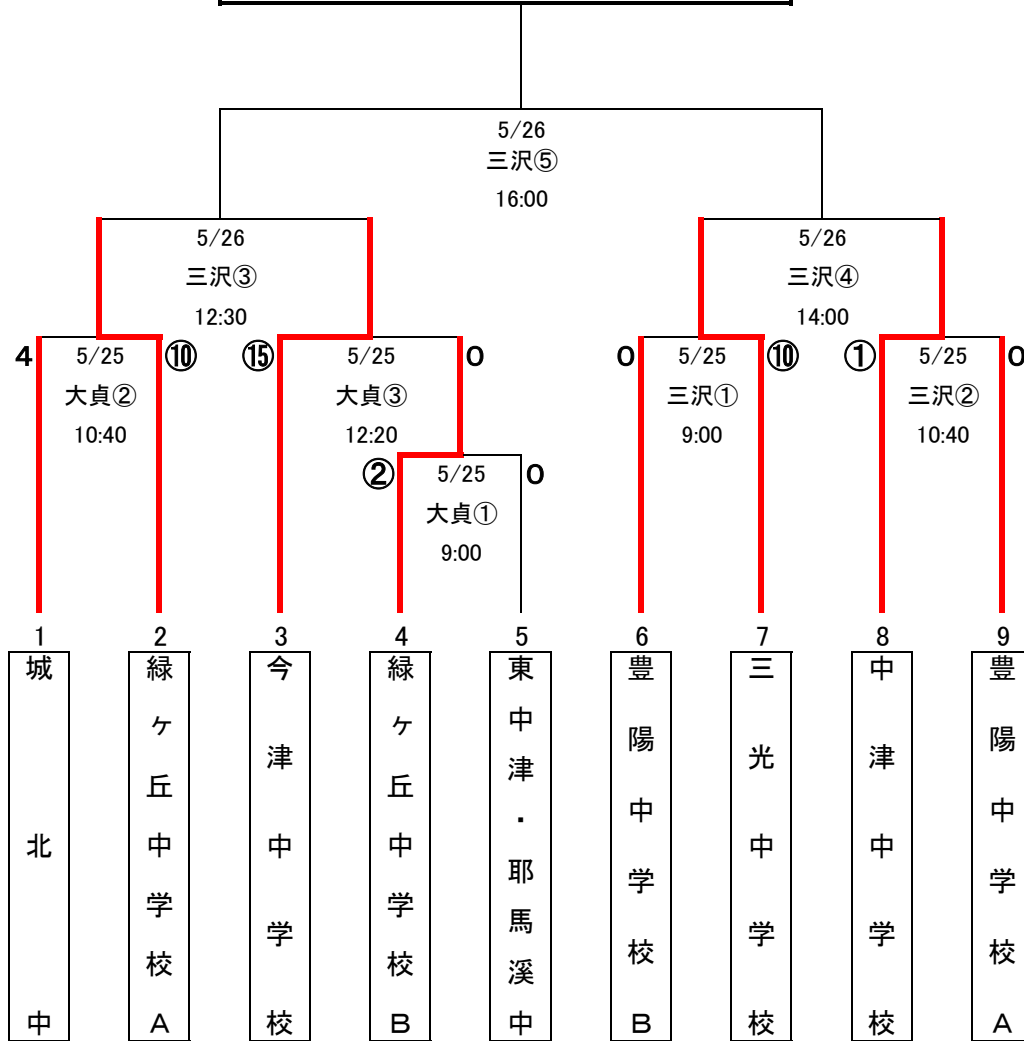 5/26
三沢⑤
16:00
5/26
三沢③
12:30
5/26
三沢④
14:00
4
5/25
大貞②
10:40
⑩
⑮
5/25
大貞③
12:20
0
0
5/25
三沢①
9:00
⑩
①
5/25
三沢②
10:40
0
②
5/25
大貞①
9:00
0
1
2
3
4
5
6
7
8
9
城北中
緑ヶ丘中学校A
今津中学校
緑ヶ丘中学校B
東中津・耶馬溪中
豊陽中学校B
三光中学校
中津中学校
豊陽中学校A